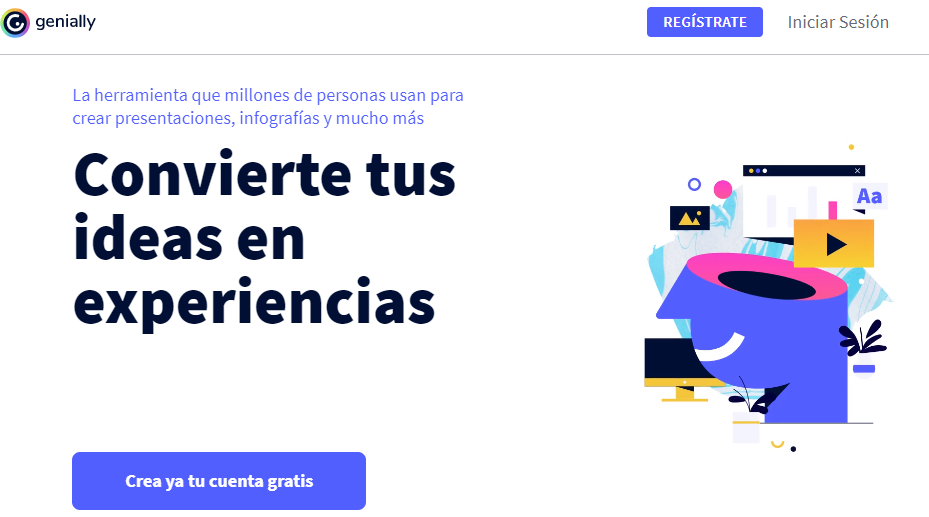 genially
REGÍSTRATE
Iniciar Sesión
La herramienta que millones de personas usan para
crear presentaciones, infografías y mucho más
Convierte tus
ideas en
experiencias
Aa
Crea ya tu cuenta gratis